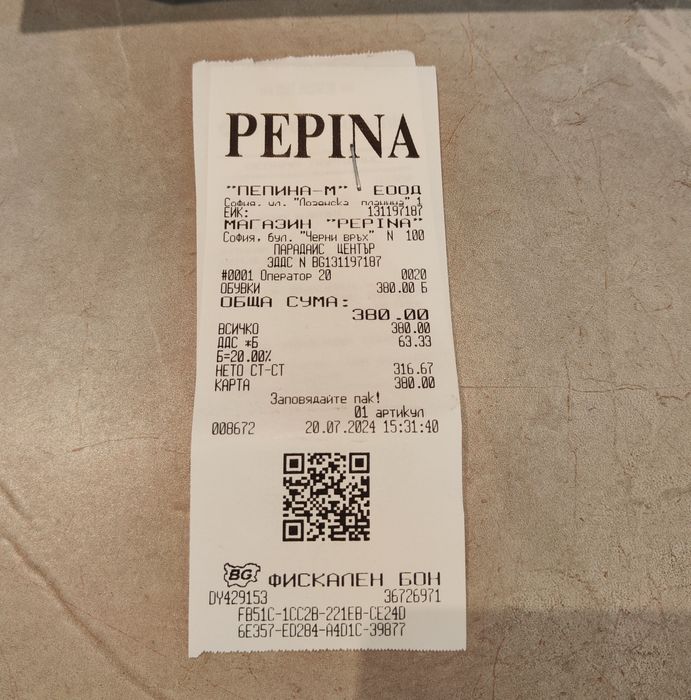 PEPINA
"ПЕПИНА-М" ЕООД
София, ул. "Лозенска планина" 1
ЕИК: 131197187
МАГАЗИН "PEPINA"
София, бул. "Черни връх" N 100
ПАРАДАЙС ЦЕНТЪР
ЗДДС N BG131197187
#0001 Оператор 20 0020
ОБУВКИ 380.00 Б
ОБЩА СУМА:
380.00
ВСИЧКО 380.00
ДДС *Б 63.33
Б=20.00%
НЕТО СТ-СТ 316.67
КАРТА 380.00
Заповядайте пак!
01 артикул
008672 20.07.2024 15:31:40
BG ФИСКАЛЕН БОН
DY429153 36726971
FB51C-1CC2B-221EB-CE24D
6E357-ED284-A4D1C-39877